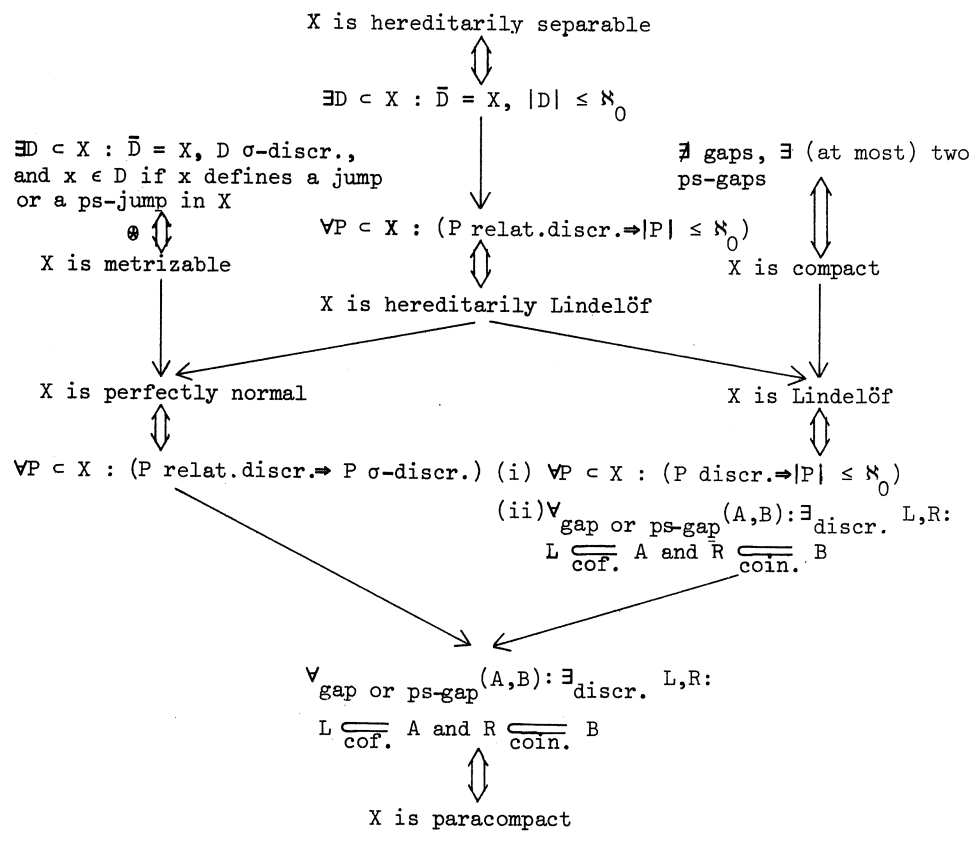 X is hereditarily separable
∃D ⊂ X : D̄ = X, |D| ≤ ℵ₀
∃D ⊂ X : D̄ = X, D σ-discr.,
and x ∈ D if x defines a jump
or a ps-jump in X
∄ gaps, ∃ (at most) two
ps-gaps
∀P ⊂ X : (P relat.discr.⇒|P| ≤ ℵ₀)
⊛
X is metrizable
X is compact
X is hereditarily Lindelöf
X is perfectly normal
X is Lindelöf
∀P ⊂ X : (P relat.discr.⇒ P σ-discr.)
(i) ∀P ⊂ X : (P discr.⇒|P| ≤ ℵ₀)
(ii)∀ gap or ps-gap (A,B): ∃ discr. L,R:
L ⊂ cof. A and R ⊂ coin. B
∀ gap or ps-gap (A,B): ∃ discr. L,R:
L ⊂ cof. A and R ⊂ coin. B
X is paracompact